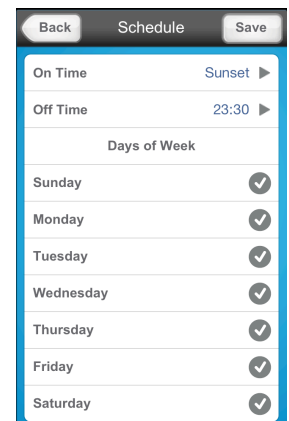 Back Schedule Save
On Time Sunset
Off Time 23:30
Days of Week
Sunday
Monday
Tuesday
Wednesday
Thursday
Friday
Saturday